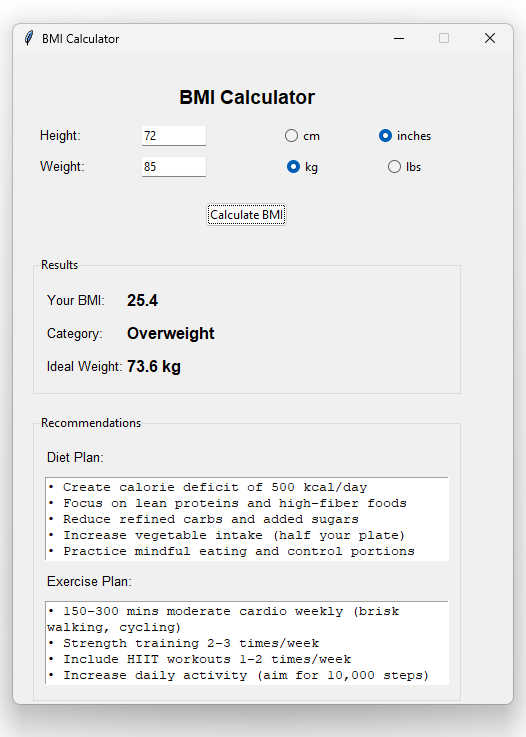 BMI Calculator
BMI Calculator
Height: 72 cm inches
Weight: 85 kg lbs
Calculate BMI
Results
Your BMI: 25.4
Category: Overweight
Ideal Weight: 73.6 kg
Recommendations
Diet Plan:
• Create calorie deficit of 500 kcal/day
• Focus on lean proteins and high-fiber foods
• Reduce refined carbs and added sugars
• Increase vegetable intake (half your plate)
• Practice mindful eating and control portions
Exercise Plan:
• 150-300 mins moderate cardio weekly (brisk
walking, cycling)
• Strength training 2-3 times/week
• Include HIIT workouts 1-2 times/week
• Increase daily activity (aim for 10,000 steps)